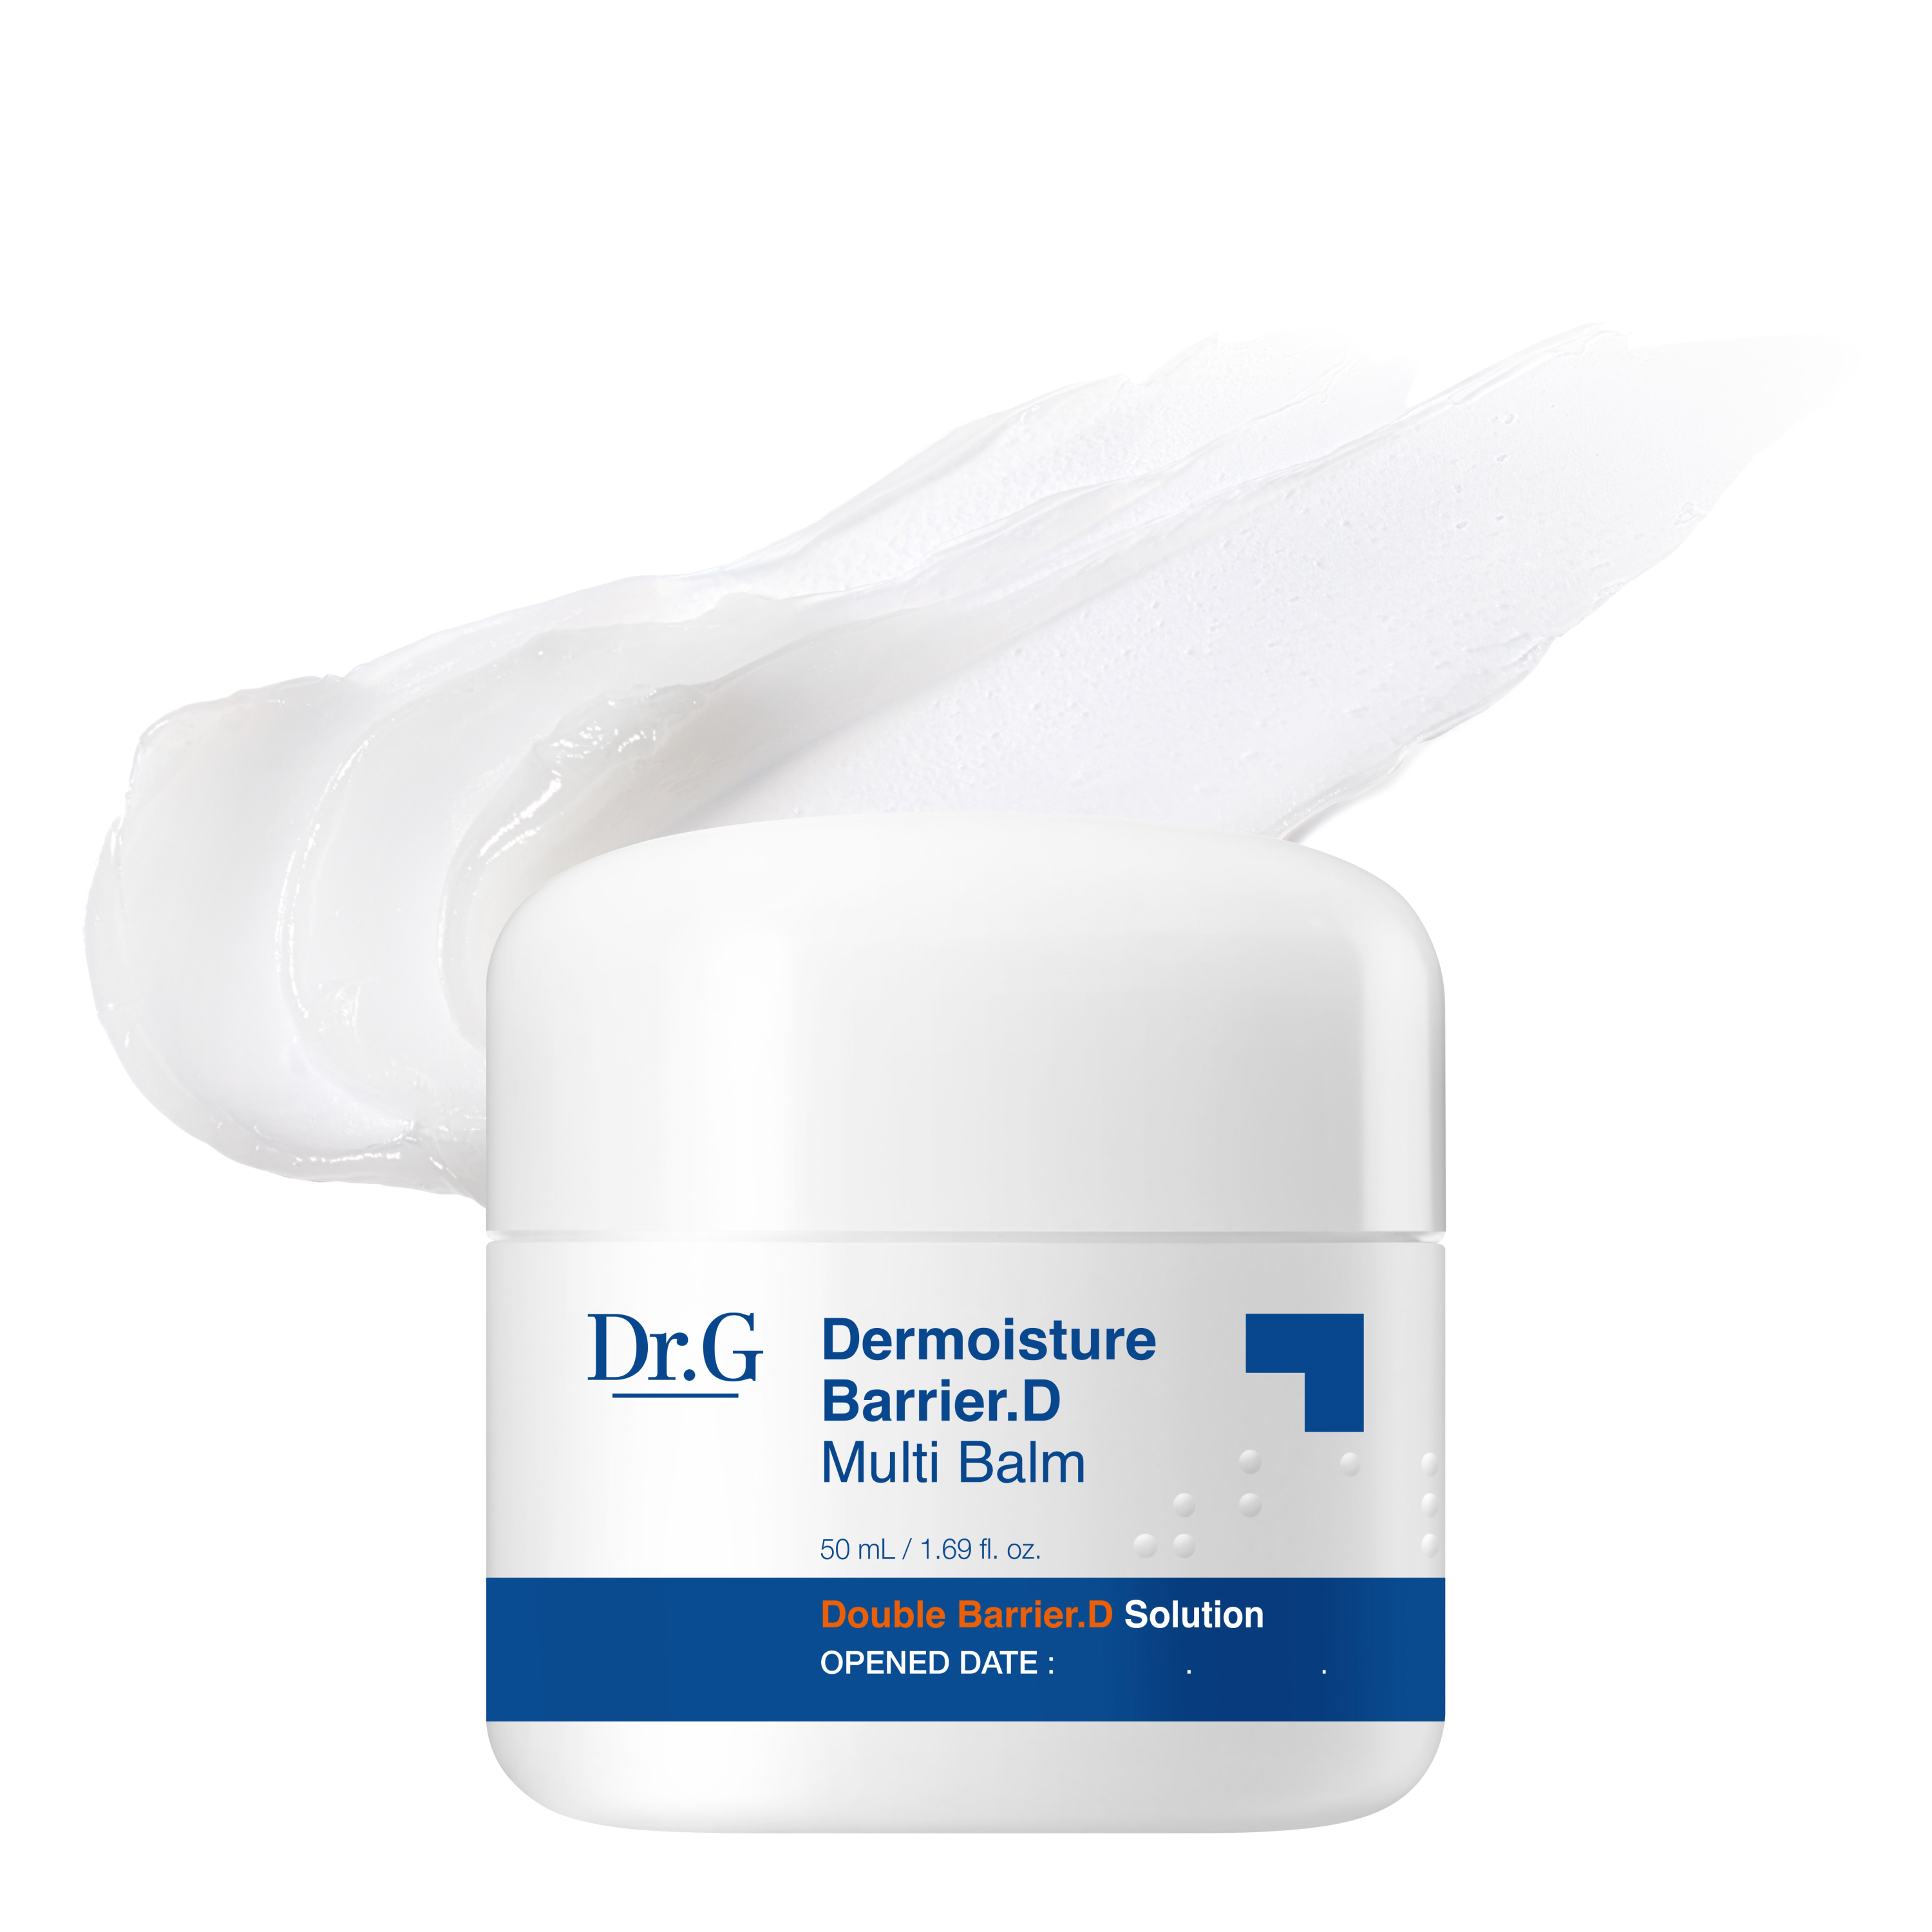 Dr.G
Dermoisture
Barrier.D
Multi Balm
50 mL / 1.69 fl. oz.
Double Barrier.D Solution
OPENED DATE :      .      .